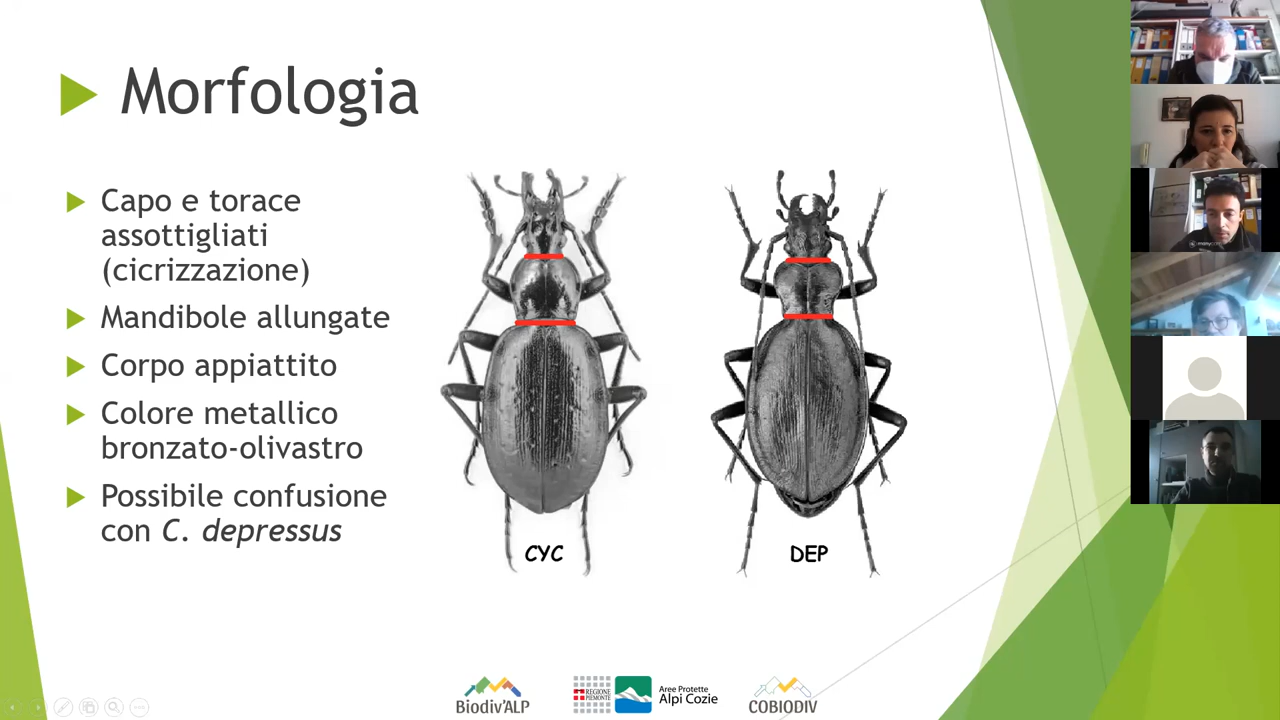 Morfologia
Capo e torace
assottigliati
(cicrizzazione)
Mandibole allungate
Corpo appiattito
Colore metallico
bronzato-olivastro
Possibile confusione
con C. depressus
CYC
DEP
Biodiv'ALP
REGIONE
PIEMONTE
Aree Protette
Alpi Cozie
COBIODIV